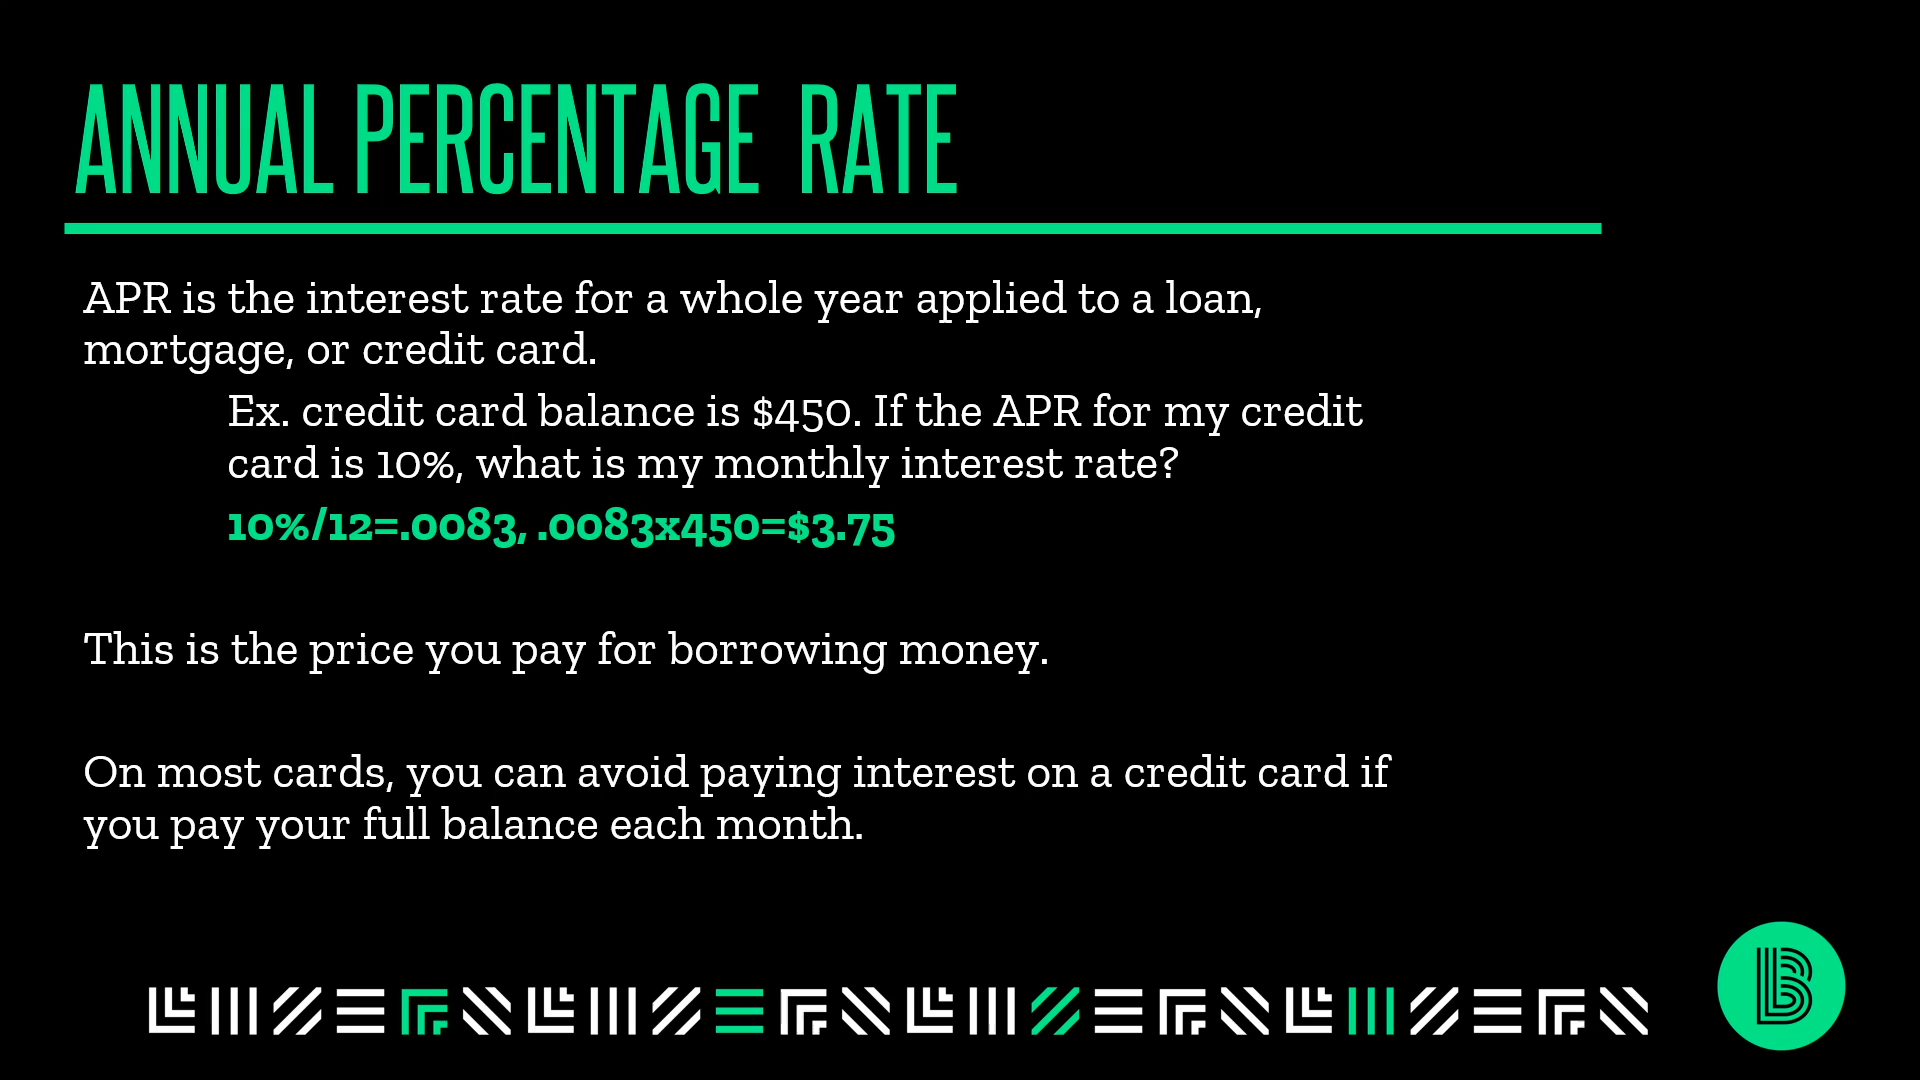 ANNUAL PERCENTAGE RATE
APR is the interest rate for a whole year applied to a loan,
mortgage, or credit card.
Ex. credit card balance is $450. If the APR for my credit
card is 10%, what is my monthly interest rate?
10%/12=.0083, .0083x450=$3.75
This is the price you pay for borrowing money.
On most cards, you can avoid paying interest on a credit card if
you pay your full balance each month.
B